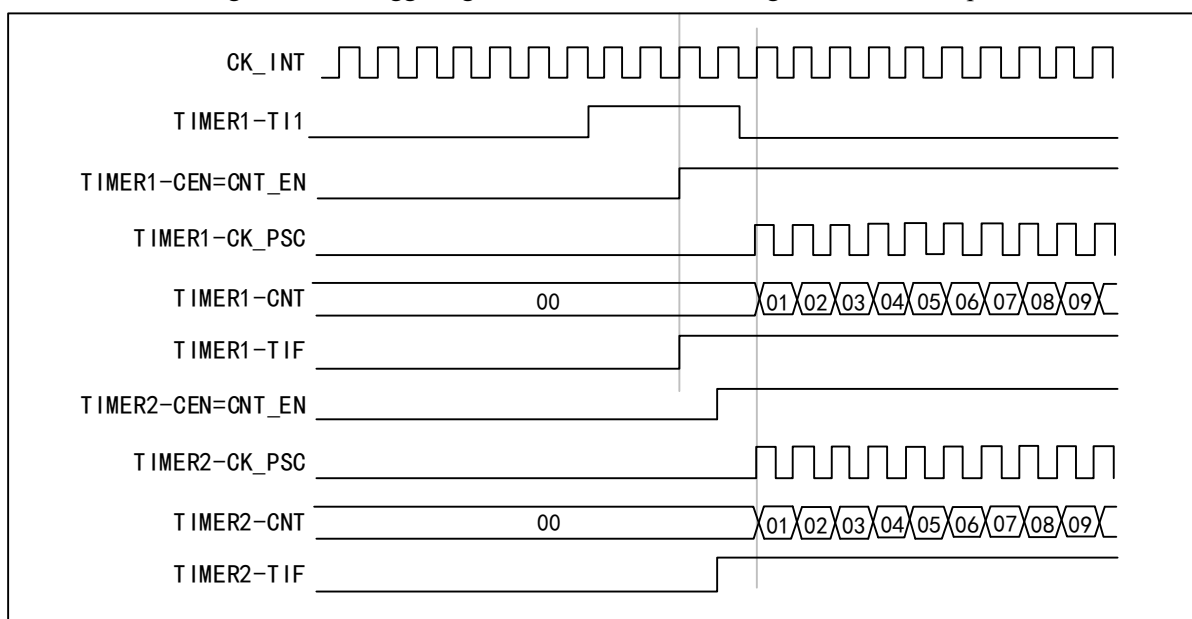 CK_INT
TIMER1-TI1
TIMER1-CEN=CNT_EN
TIMER1-CK_PSC
TIMER1-CNT 00 01 02 03 04 05 06 07 08 09
TIMER1-TIF
TIMER2-CEN=CNT_EN
TIMER2-CK_PSC
TIMER2-CNT 00 01 02 03 04 05 06 07 08 09
TIMER2-TIF